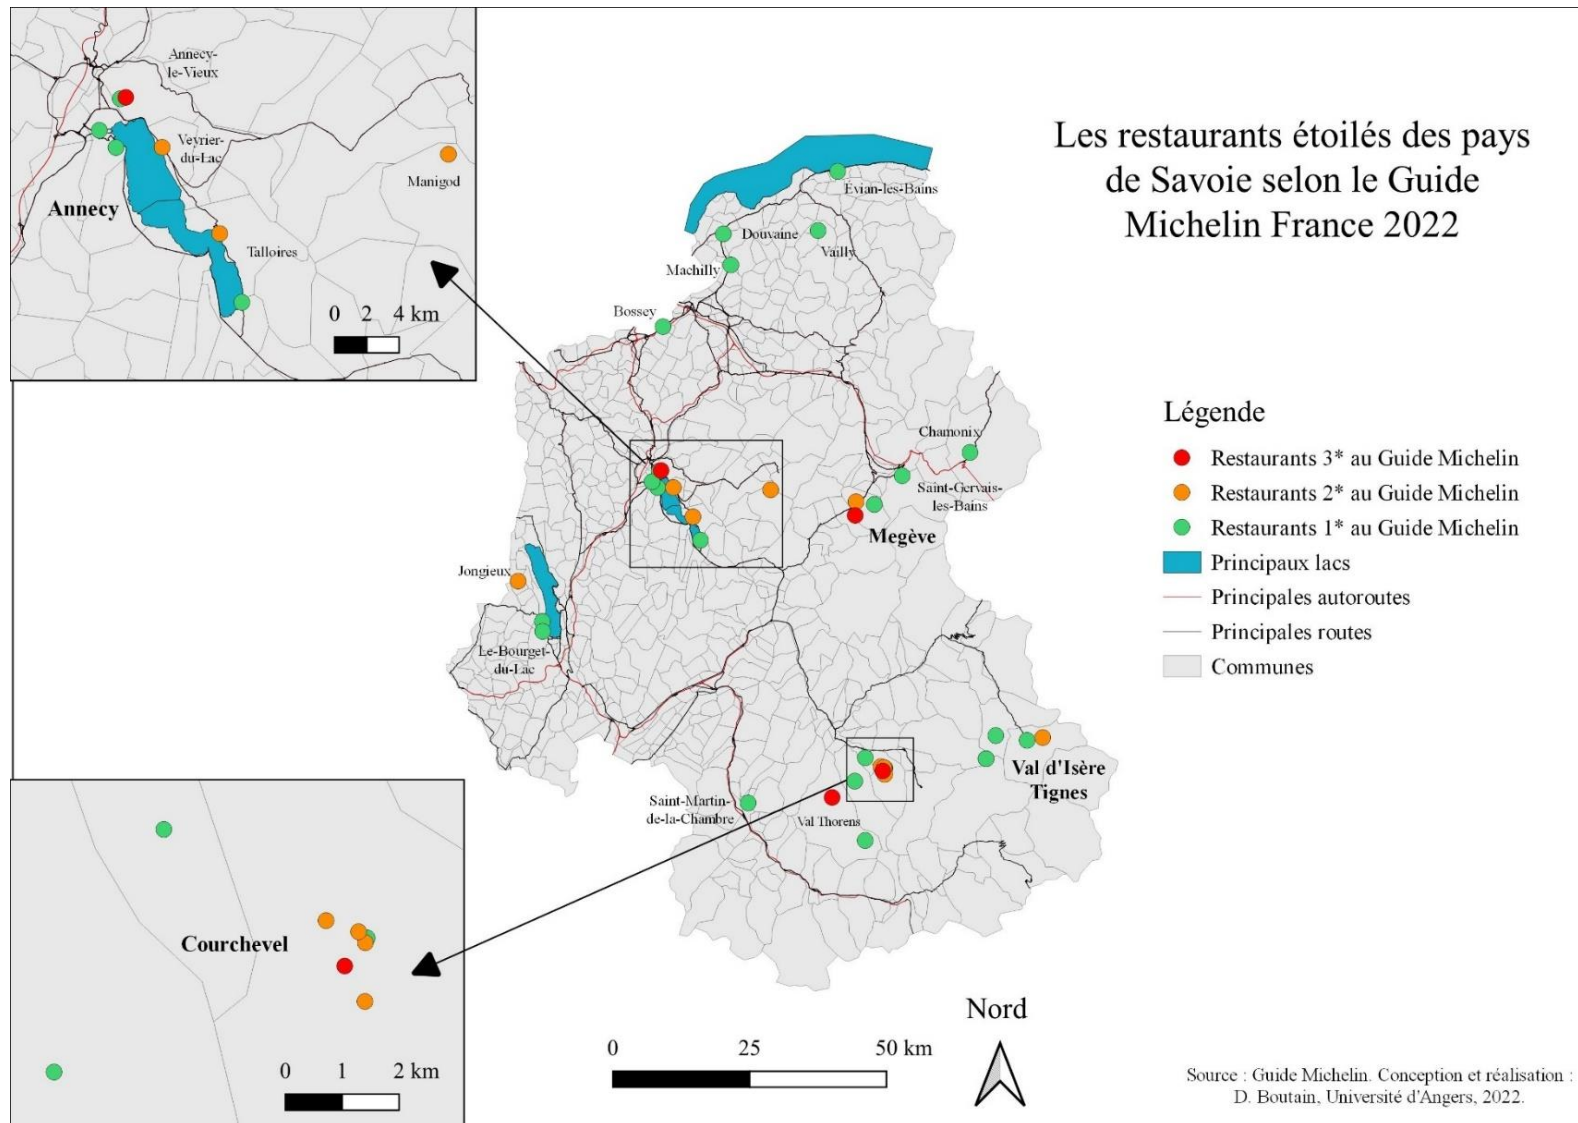 Les restaurants étoilés des pays
de Savoie selon le Guide
Michelin France 2022
Annecy-
le-Vieux
Veyrier-
du-Lac
Manigod
Annecy
Talloires
0 2 4 km
Évian-les-Bains
Douvaine
Vailly
Machilly
Bossey
Chamonix
Saint-Gervais-
les-Bains
Megève
Jongieux
Le-Bourget-
du-Lac
Val d'Isère
Tignes
Saint-Martin-
de-la-Chambre
Val Thorens
Légende
Restaurants 3* au Guide Michelin
Restaurants 2* au Guide Michelin
Restaurants 1* au Guide Michelin
Principaux lacs
Principales autoroutes
Principales routes
Communes
Courchevel
0 1 2 km
Nord
0 25 50 km
Source : Guide Michelin. Conception et réalisation :
D. Boutain, Université d'Angers, 2022.